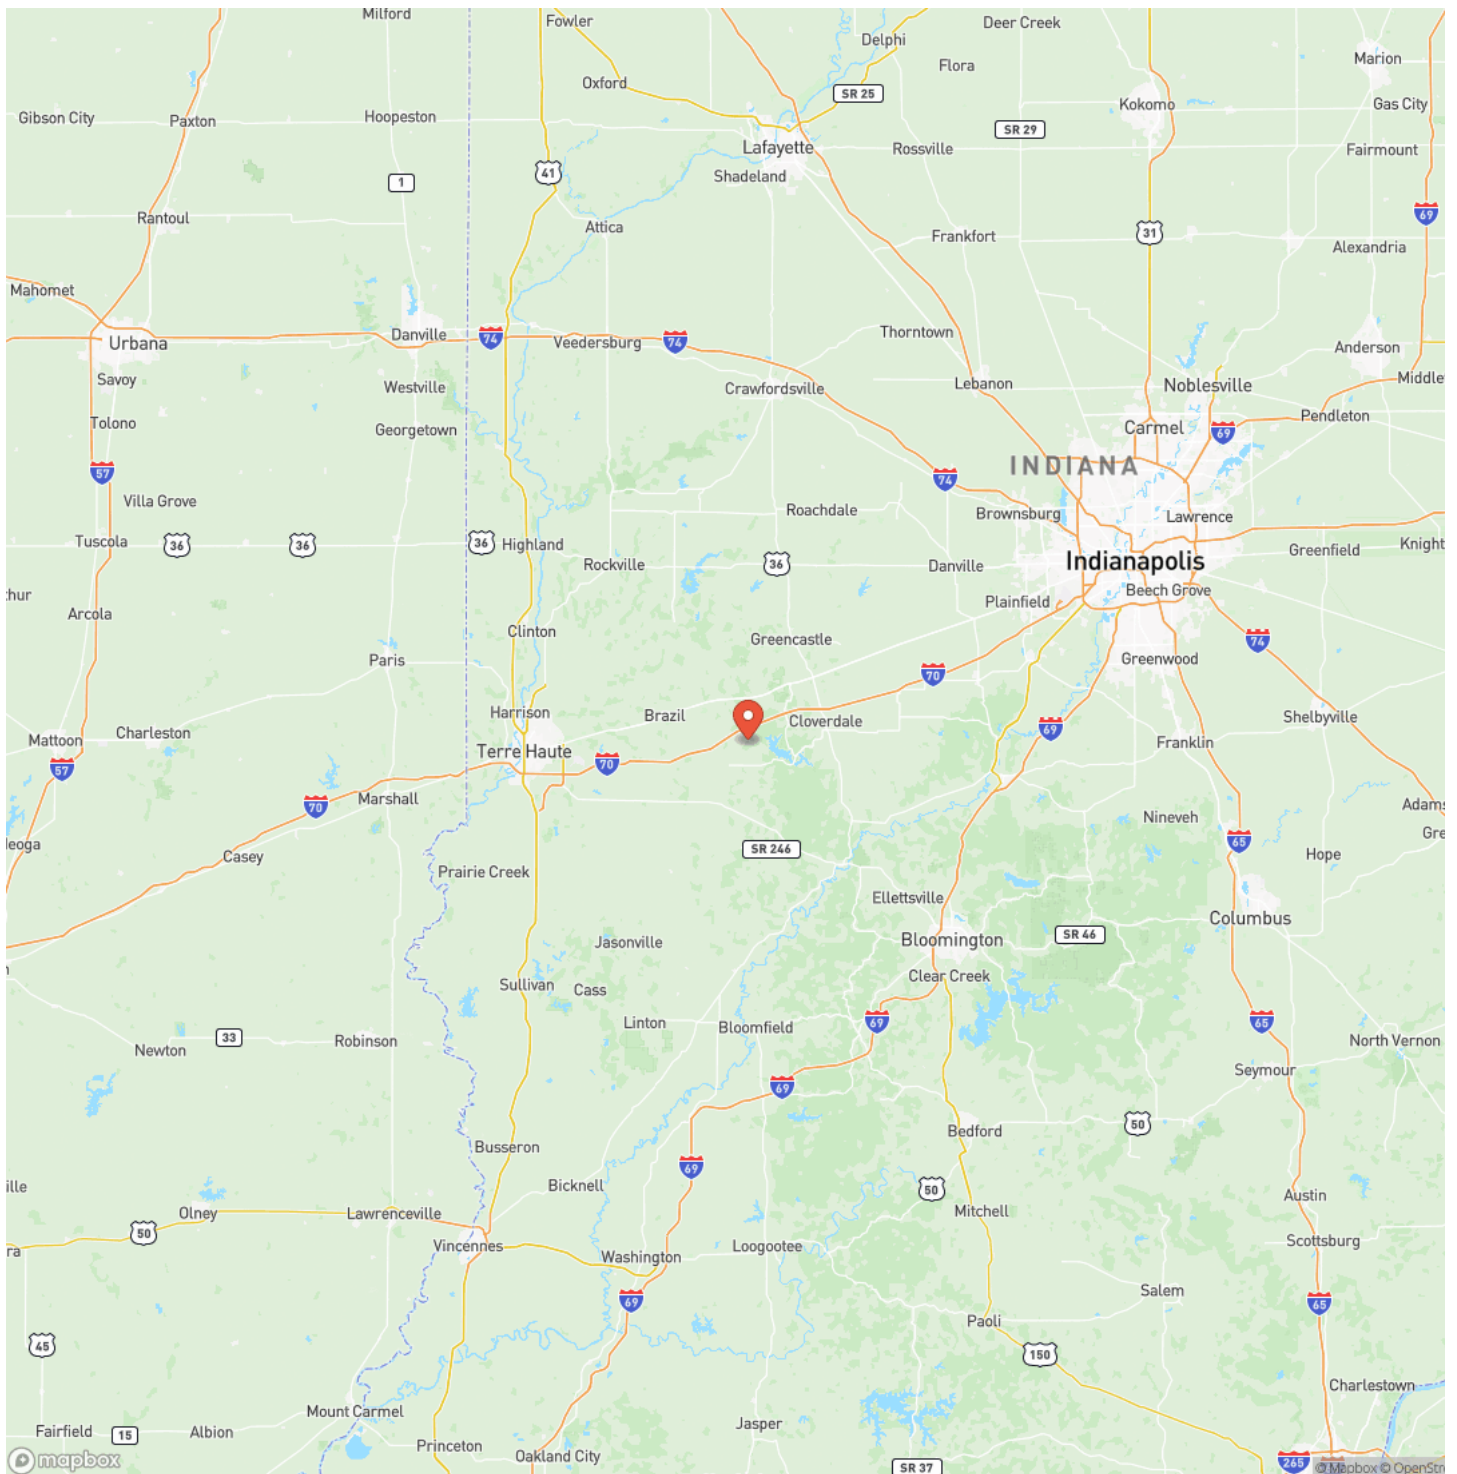 Milford
Fowler
Deer Creek
Delphi
Marion
Flora
Oxford
SR 25
Kokomo
Gas City
Gibson City
Paxton
Hoopeston
SR 29
Lafayette
Rossville
Fairmount
41
Shadeland
1
69
Rantoul
Attica
31
Frankfort
Alexandria
Mahomet
Thorntown
Danville
74
74
Urbana
Veedersburg
Anderson
Savoy
Westville
Crawfordsville
Lebanon
Noblesville
Middle
Pendleton
Tolono
Georgetown
Carmel
69
INDIANA
57
74
Villa Grove
Roachdale
Brownsburg
Lawrence
Tuscola
36
36
36
Highland
Greenfield
Knight
Rockville
36
Danville
Indianapolis
thur
Beech Grove
Plainfield
Arcola
Clinton
Greencastle
74
Paris
Greenwood
70
Harrison
Brazil
Cloverdale
Shelbyville
Charleston
69
Mattoon
Terre Haute
Franklin
57
70
Marshall
70
Adams
Nineveh
Gre
leoga
65
SR 246
Casey
Hope
Prairie Creek
Ellettsville
Columbus
SR 46
Jasonville
Bloomington
Clear Creek
Sullivan
Cass
Linton
69
65
Bloomfield
33
Newton
Robinson
North Vernon
Seymour
69
50
Bedford
Busseron
69
Bicknell
50
ille
Austin
Olney
Lawrenceville
Mitchell
50
Scottsburg
ra
Vincennes
Washington
Loogootee
Salem
69
65
Paoli
45
150
Charlestown
Mount Carmel
Jasper
Fairfield
15
Albion
Princeton
Oakland City
mapbox
SR 37
265
© Mapbox © OpenStre